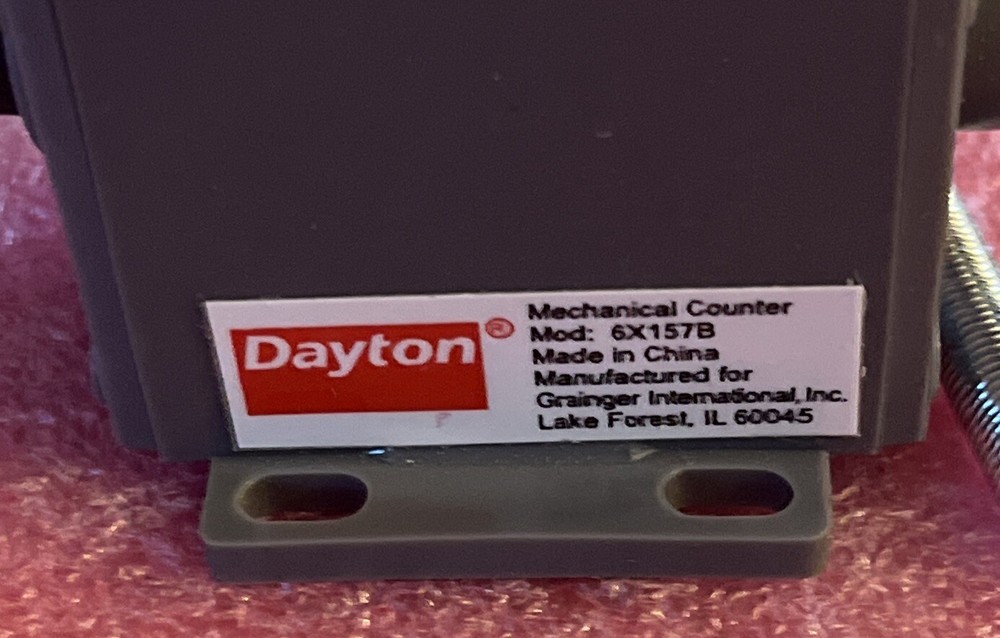 Dayton®
Mechanical Counter
Mod: 6X157B
Made in China
Manufactured for
Grainger International, Inc.
Lake Forest, IL 60045